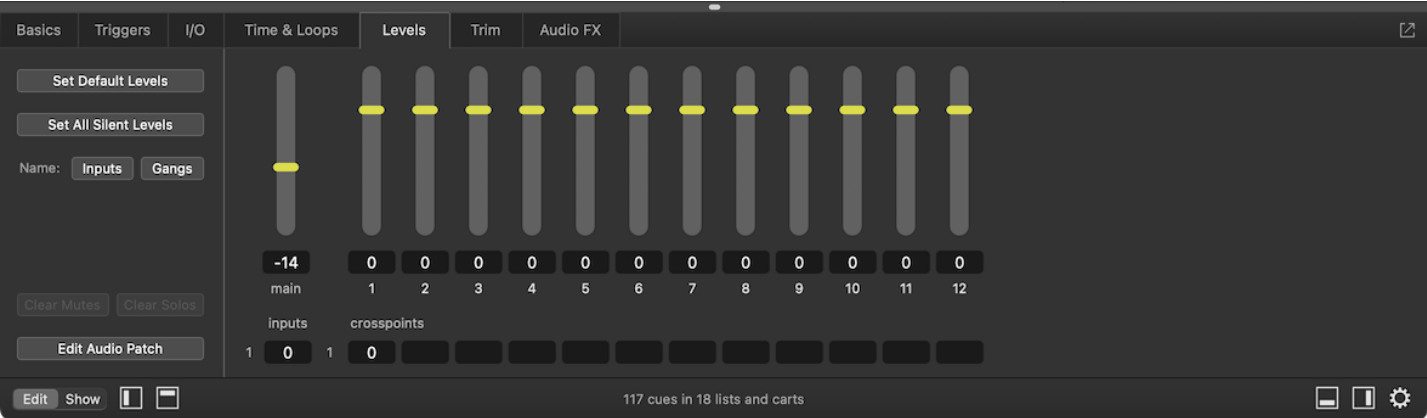 Basics Triggers I/O Time & Loops Levels Trim Audio FX
Set Default Levels
Set All Silent Levels
Name: Inputs Gangs
-14 0 0 0 0 0 0 0 0 0 0 0 0
main 1 2 3 4 5 6 7 8 9 10 11 12
Clear Mutes Clear Solos
inputs crosspoints
Edit Audio Patch
1 0 1 0
Edit Show 117 cues in 18 lists and carts